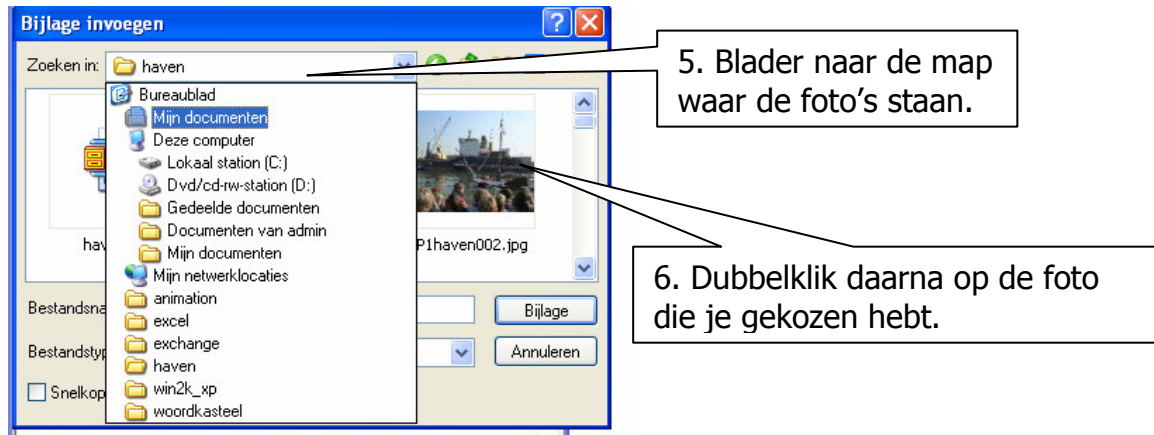 Bijlage invoegen
Zoeken in: haven
Bureaublad
Mijn documenten
Deze computer
Lokaal station (C:)
Dvd/cd-rw-station (D:)
Gedeelde documenten
Documenten van admin
Mijn documenten
Mijn netwerklocaties
animation
excel
exchange
haven
win2k_xp
woordkasteel
hav
P1haven002.jpg
Bestandsna
Bijlage
Bestandstyp
Annuleren
Snelkop
5. Blader naar de map
waar de foto's staan.
6. Dubbelklik daarna op de foto
die je gekozen hebt.